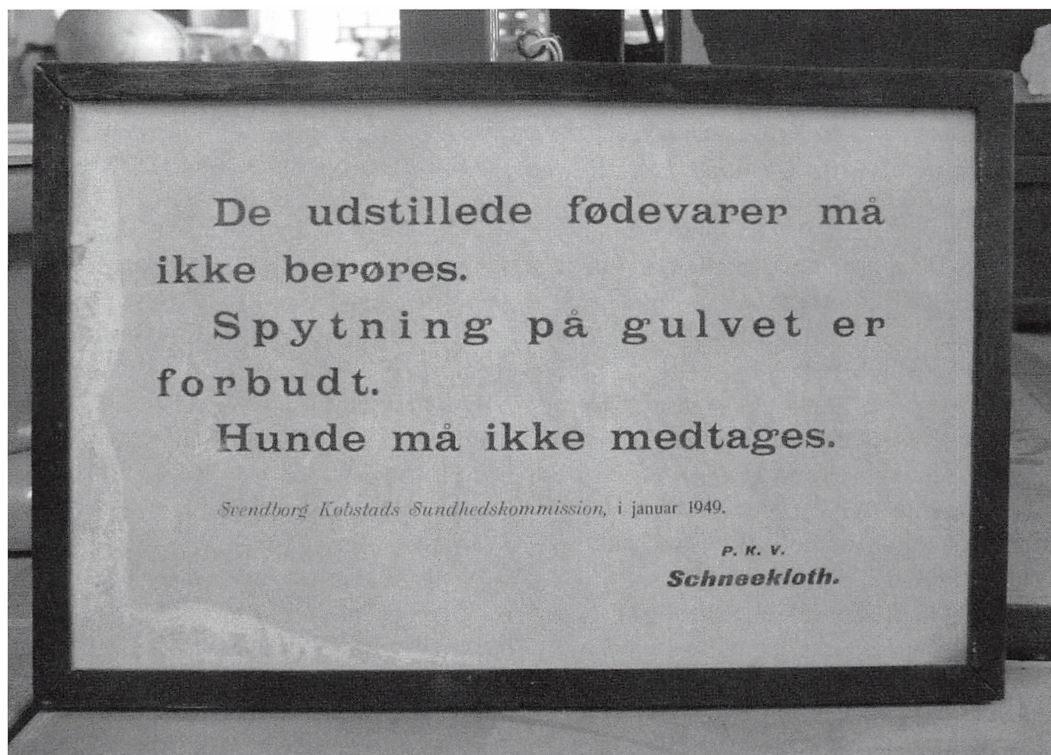 De udstillede fødevarer må
ikke berøres.
Spytning på gulvet er
forbudt.
Hunde må ikke medtages.
Svendborg Købstads Sundhedskommission, i januar 1949.
P. K. V.
Schneekloth.